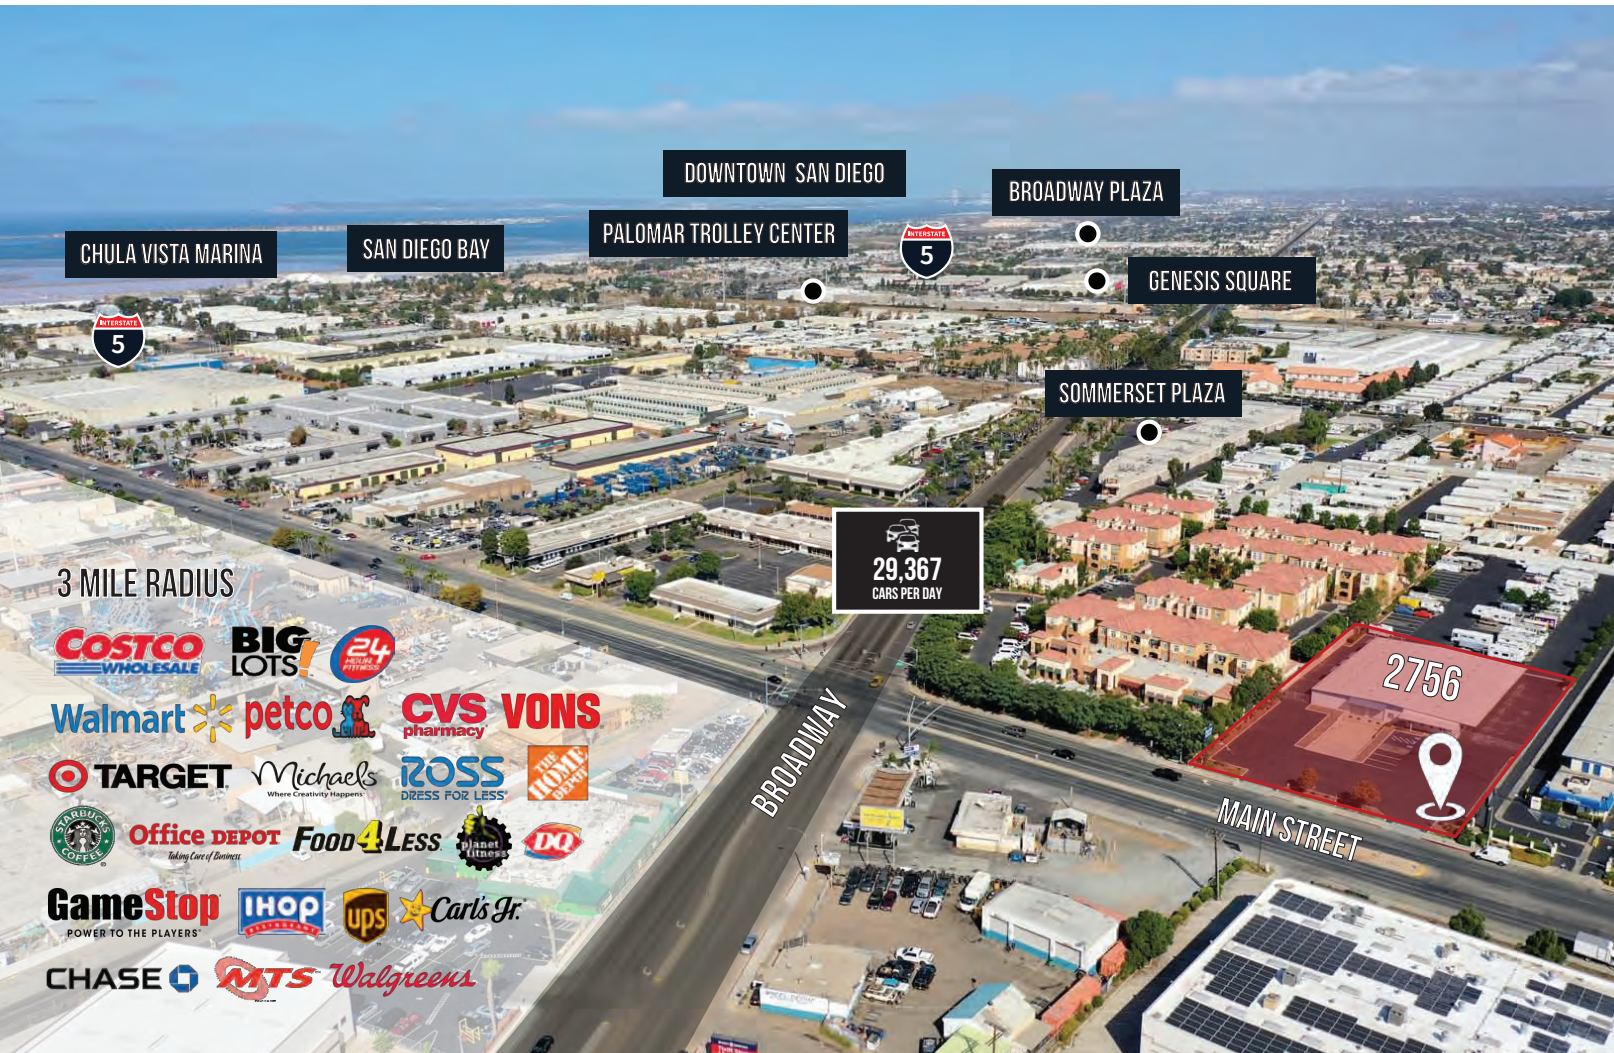 DOWNTOWN SAN DIEGO
BROADWAY PLAZA
PALOMAR TROLLEY CENTER
SAN DIEGO BAY
CHULA VISTA MARINA
INTERSTATE
5
GENESIS SQUARE
INTERSTATE
5
SOMMERSET PLAZA
29,367
CARS PER DAY
3 MILE RADIUS
COSTCO
WHOLESALE
BIG
LOTS!
24
HOUR
FITNESS
2756
Walmart
petco
CVS
pharmacy
VONS
BROADWAY
TARGET
Michaels
Where Creativity Happens
ROSS
DRESS FOR LESS
THE
HOME
DEPOT
MAIN STREET
STARBUCKS
COFFEE
Office DEPOT
Taking Care of Business
FOOD 4 LESS
planet
fitness
DQ
GameStop
POWER TO THE PLAYERS
IHOP
RESTAURANT
ups
Carl's Jr.
CHASE
MTS
Walgreens